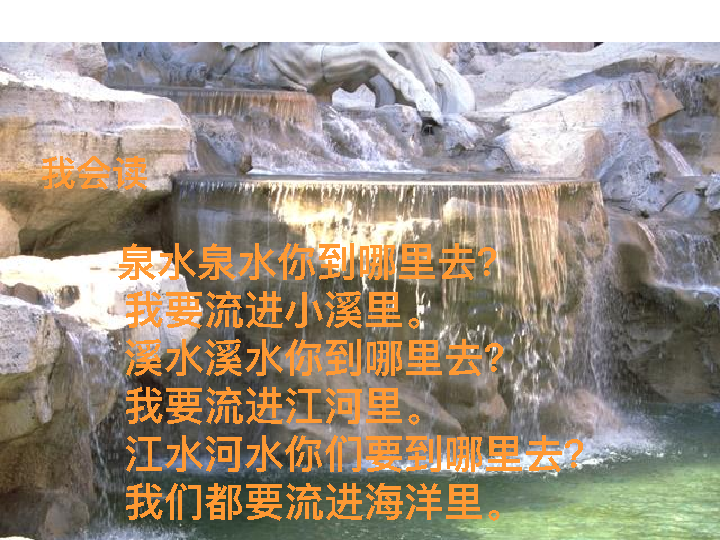 我会读
泉水泉水你到哪里去?
我要流进小溪里。
溪水溪水你到哪里去?
我要流进江河里。
江水河水你们要到哪里去?
我们都要流进海洋里。